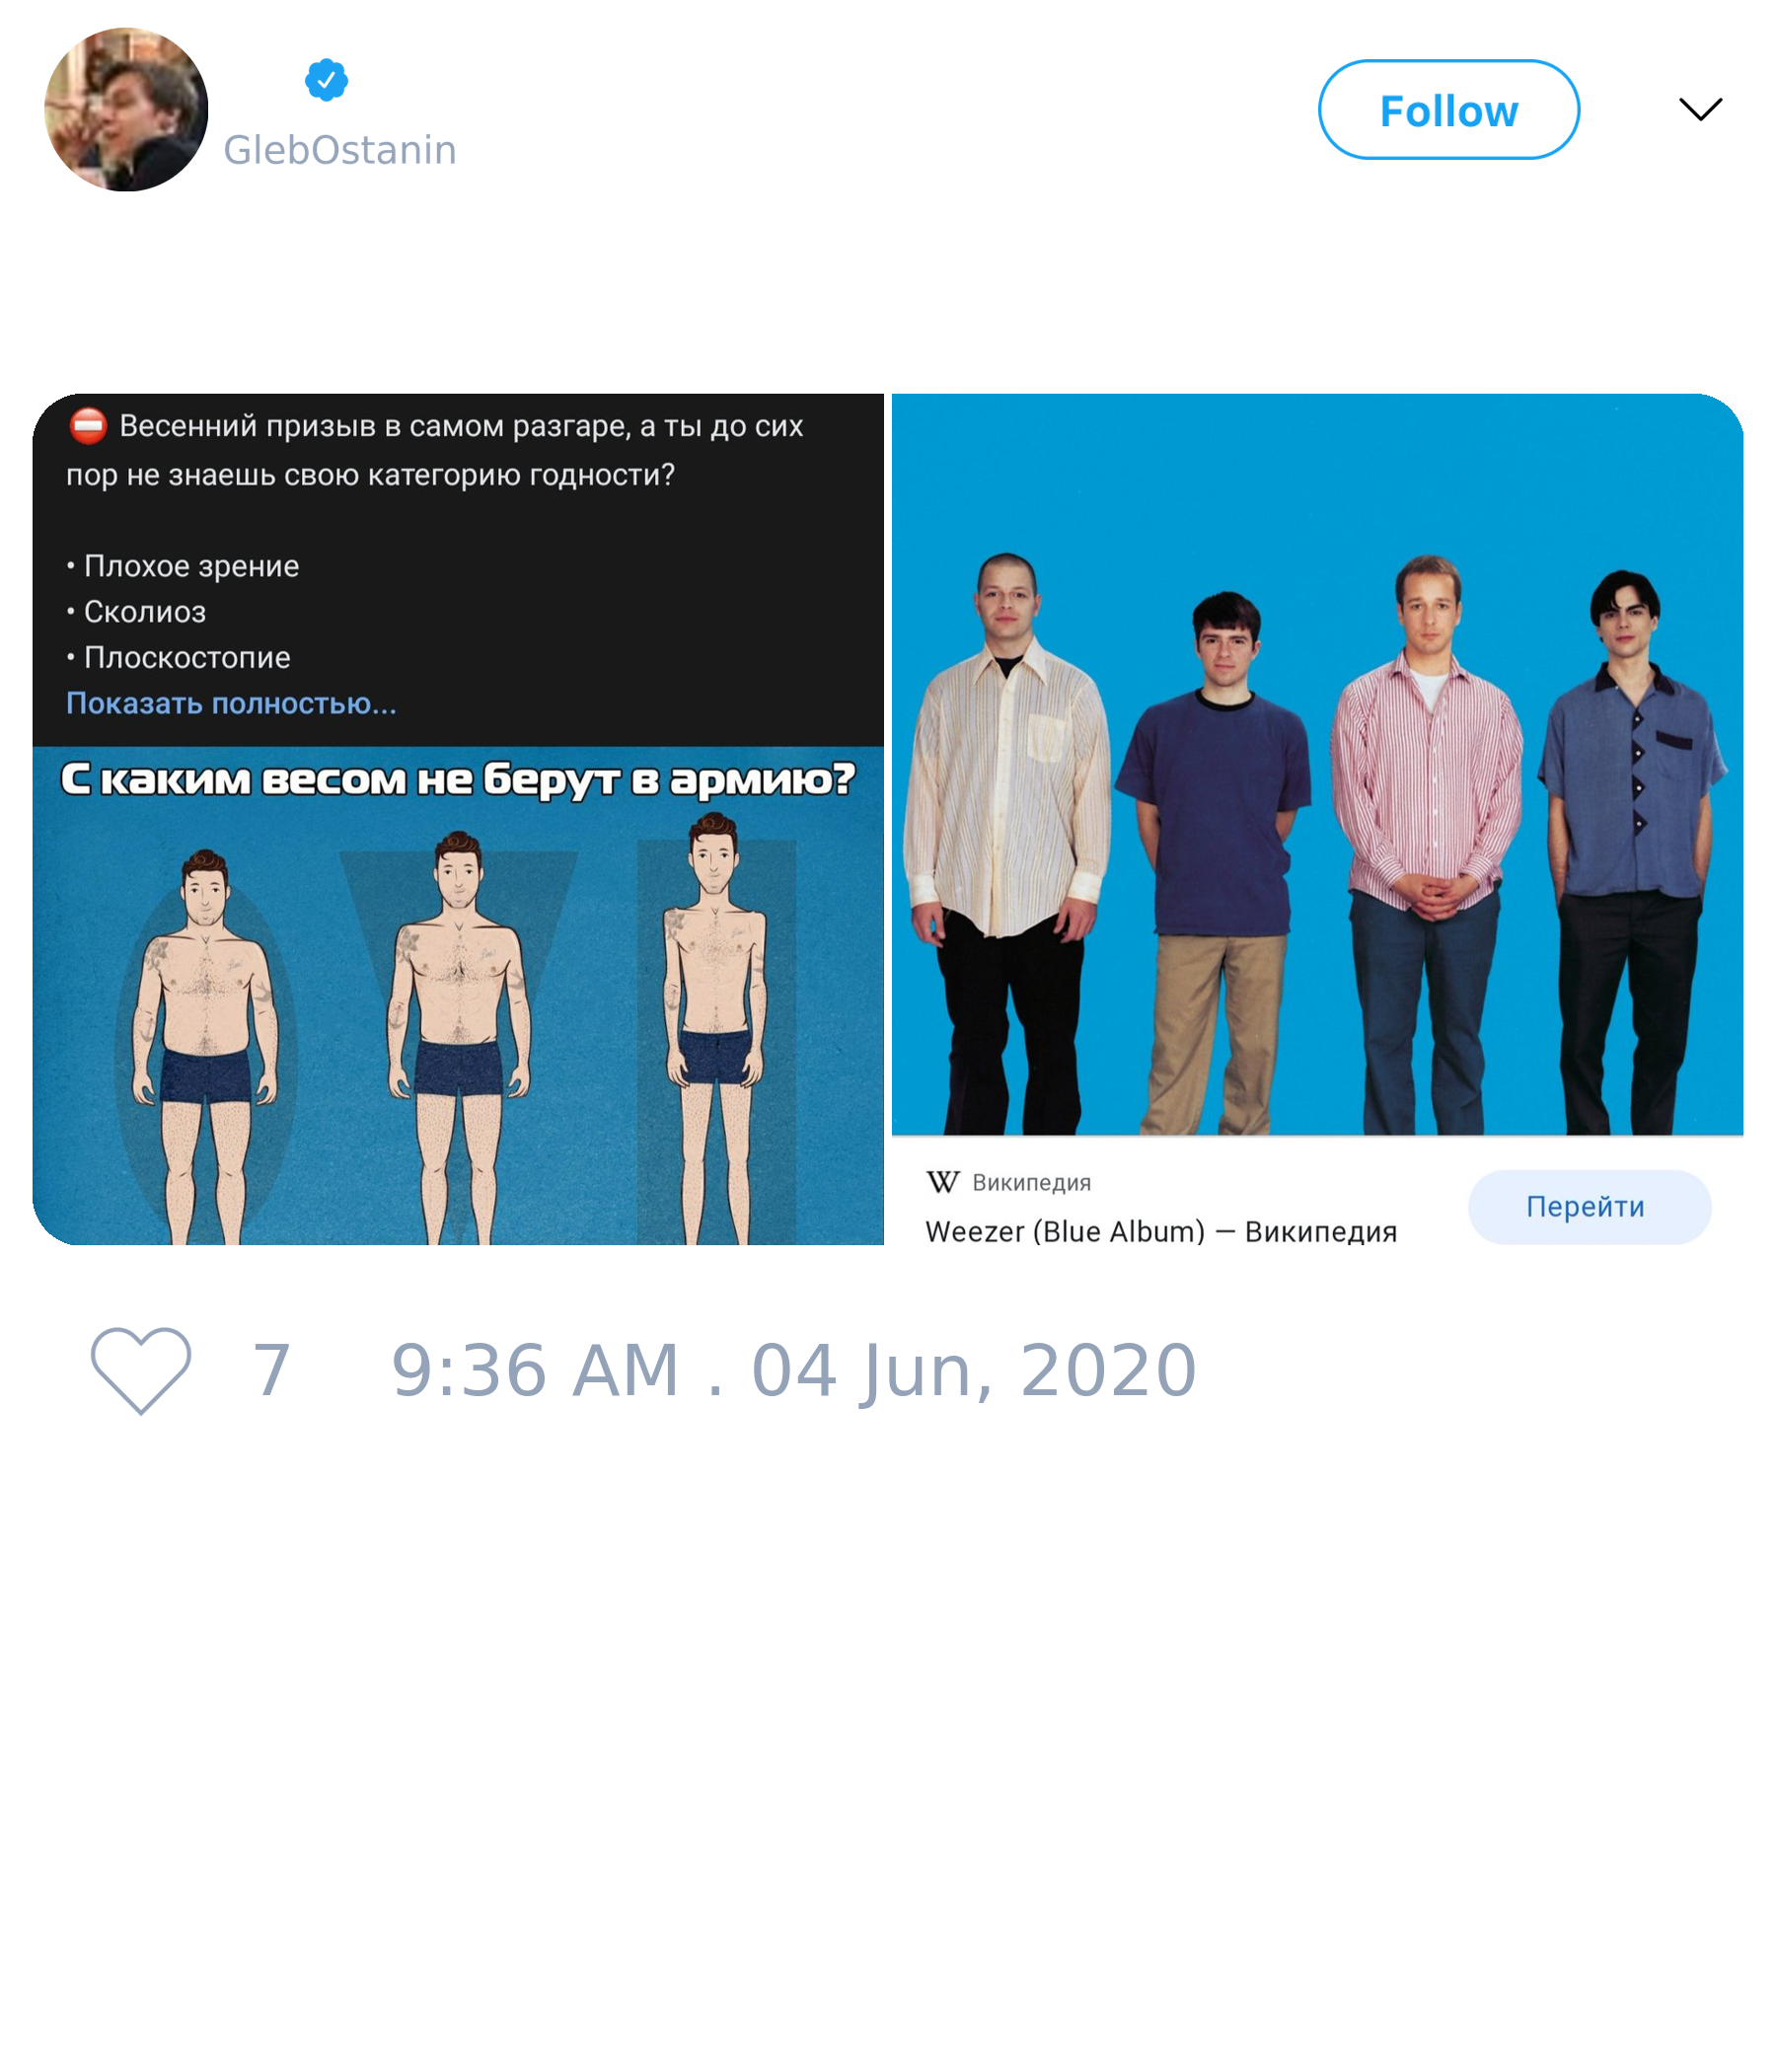 GlebOstanin
Follow
⛔ Весенний призыв в самом разгаре, а ты до сих
пор не знаешь свою категорию годности?
• Плохое зрение
• Сколиоз
• Плоскостопие
Показать полностью...
С каким весом не берут в армию?
W Википедия
Weezer (Blue Album) — Википедия
Перейти
7 9:36 AM . 04 Jun, 2020